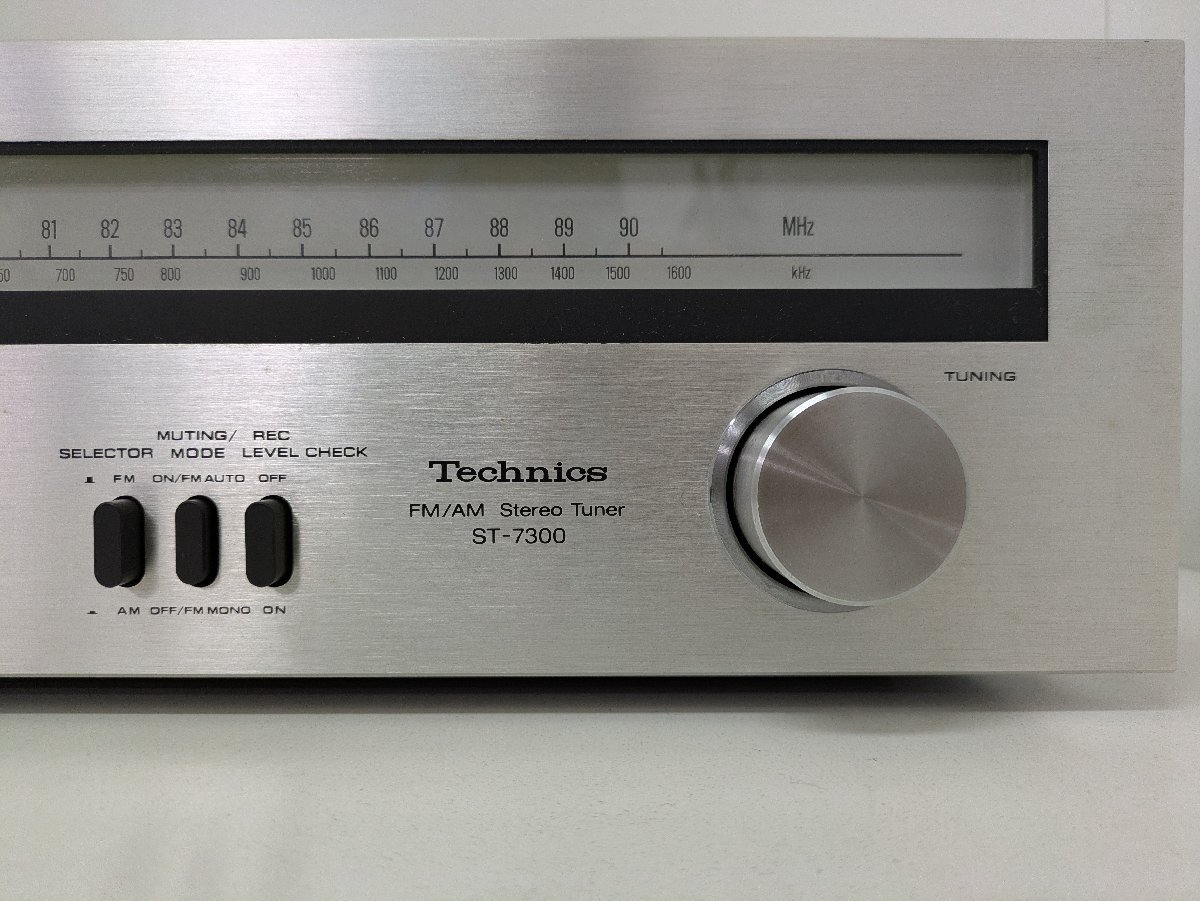 81 82 83 84 85 86 87 88 89 90 MHz
50 700 750 800 900 1000 1100 1200 1300 1400 1500 1600 kHz
TUNING
MUTING/ REC
SELECTOR MODE LEVEL CHECK
FM ON/FM AUTO OFF
AM OFF/FM MONO ON
Technics
FM/AM Stereo Tuner
ST-7300